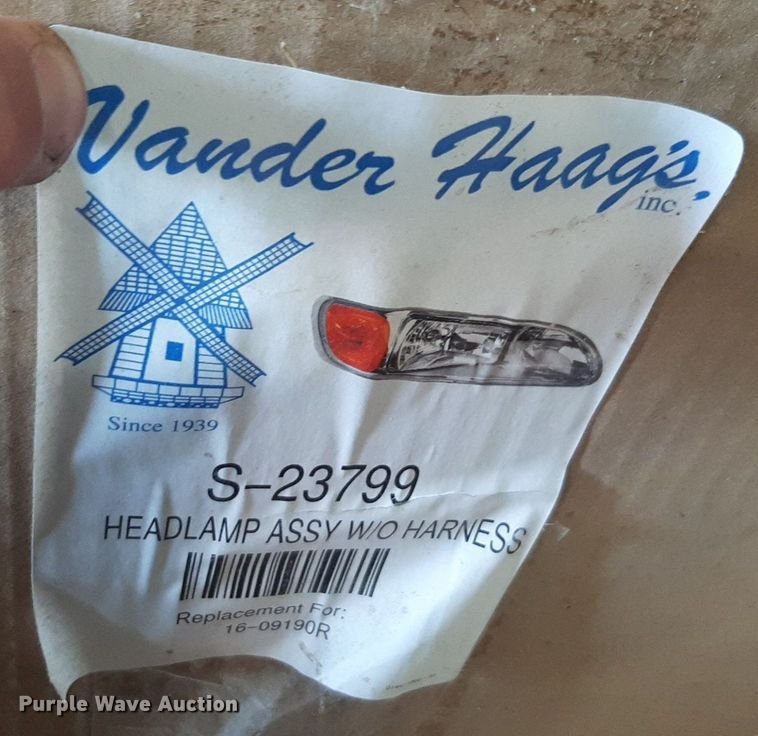 Vander Haag's,
inc.
Since 1939
S-23799
HEADLAMP ASSY W/O HARNESS
Replacement For:
16-09190R
Purple Wave Auction